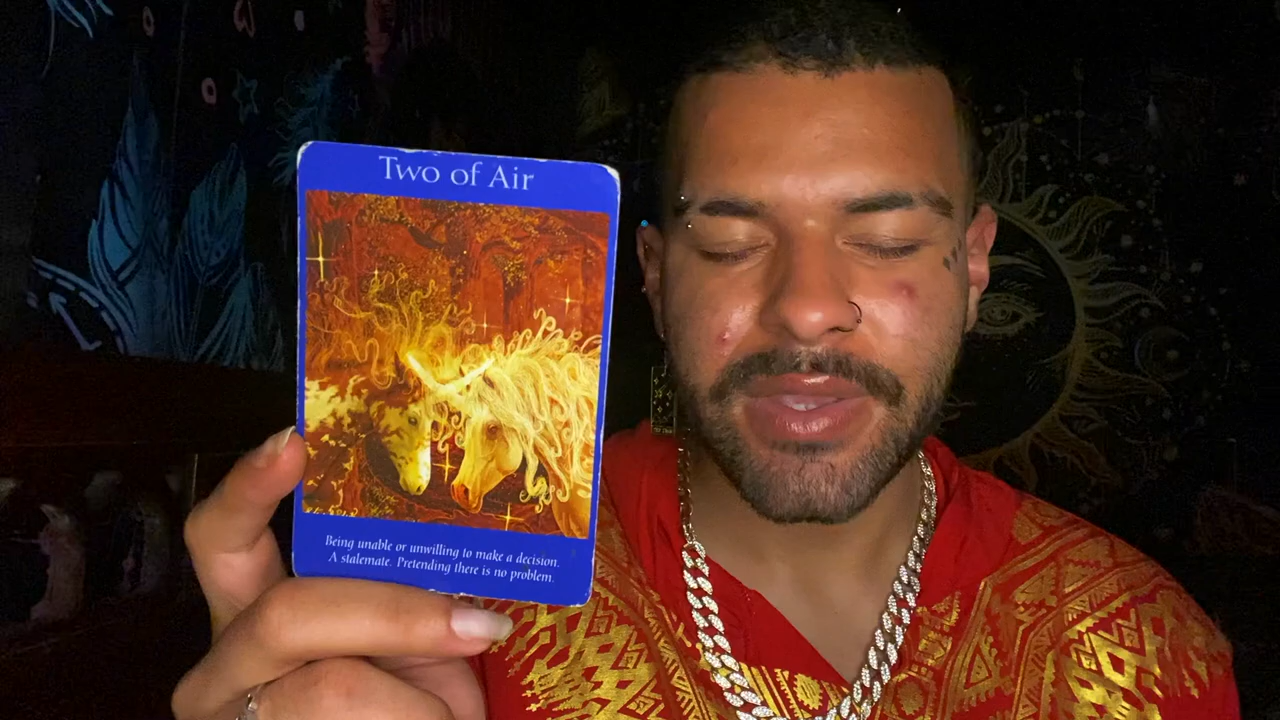 Two of Air
Being unable or unwilling to make a decision.
A stalemate. Pretending there is no problem.